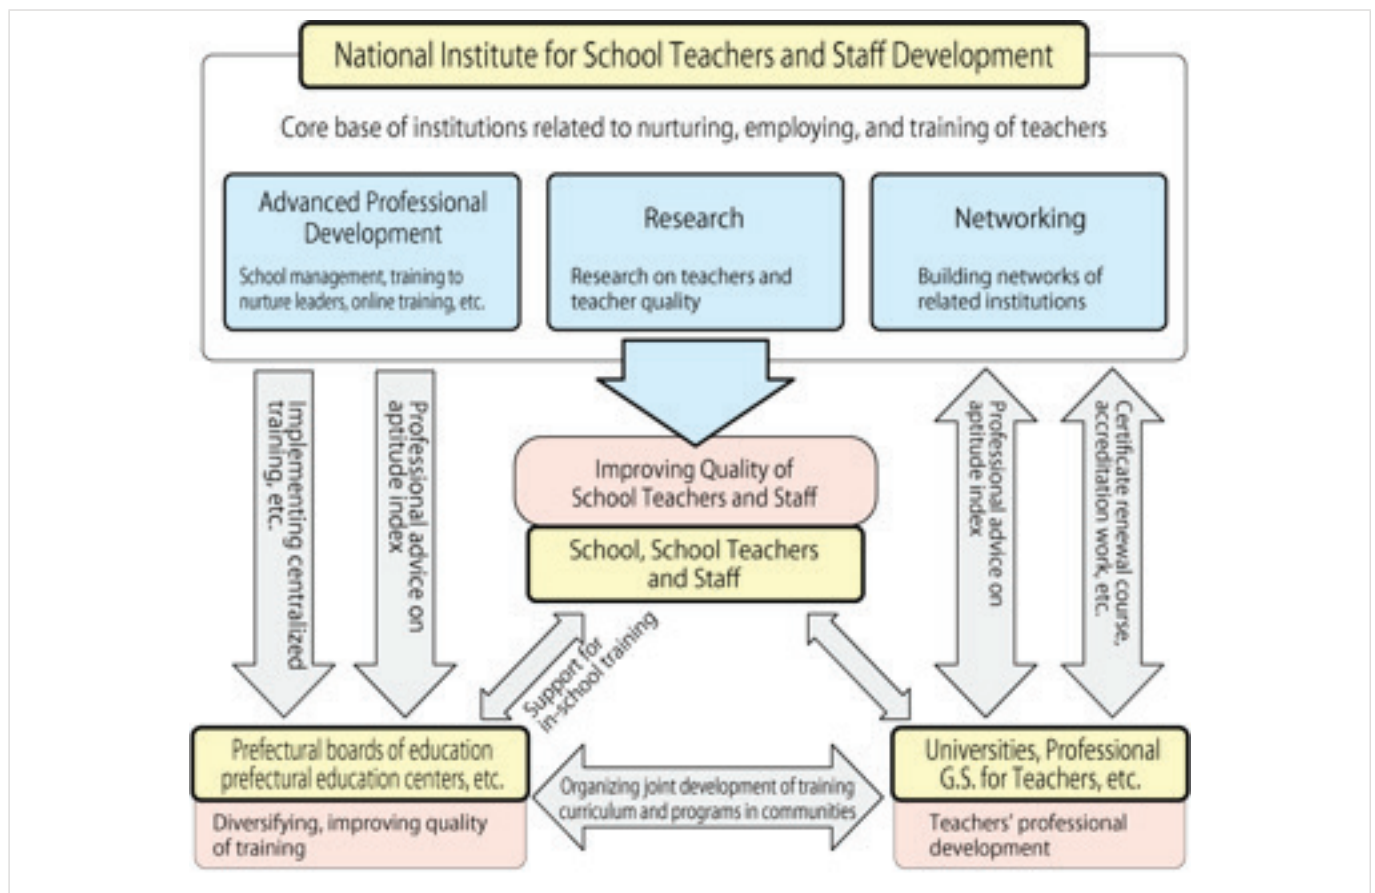 National Institute for School Teachers and Staff Development
Core base of institutions related to nurturing, employing, and training of teachers
Advanced Professional
Development
School management, training to
nurture leaders, online training, etc.
Research
Research on teachers and
teacher quality
Networking
Building networks of
related institutions
Implementing centralized
training, etc.
Professional advice on
aptitude index
Improving Quality of
School Teachers and Staff
School, School Teachers
and Staff
Professional advice on
aptitude index
Certificate renewal course,
accreditation work, etc.
Support for
in-school training
Prefectural boards of education
prefectural education centers, etc.
Diversifying, improving quality
of training
Organizing joint development of training
curriculum and programs in communities
Universities, Professional
G.S. for Teachers, etc.
Teachers' professional
development